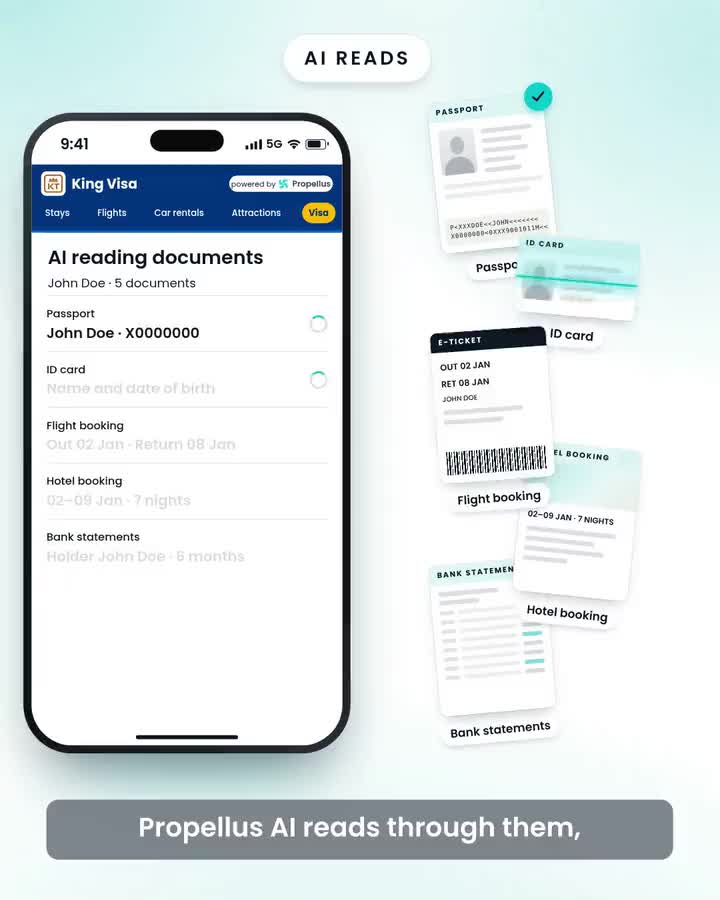 AI READS
9:41
5G
KT
King Visa
powered by Propellus
Stays
Flights
Car rentals
Attractions
Visa
AI reading documents
John Doe · 5 documents
Passport
John Doe · X0000000
ID card
Name and date of birth
Flight booking
Out 02 Jan · Return 08 Jan
Hotel booking
02–09 Jan · 7 nights
Bank statements
Holder John Doe · 6 months
PASSPORT
P<XXXDOE<<JOHN<<<<<<<
X0000000<0XXX9001011M<<
ID CARD
ID card
E-TICKET
OUT 02 JAN
RET 08 JAN
JOHN DOE
Flight booking
BOOKING
02–09 JAN · 7 NIGHTS
Hotel booking
BANK
Bank statements
Propellus AI reads through them,